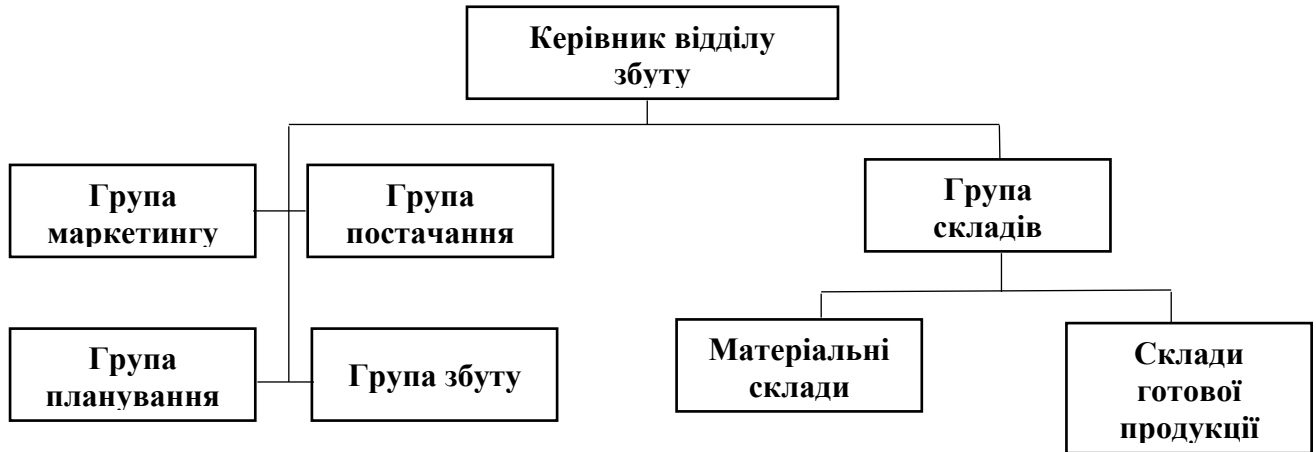 Керівник відділу
збуту
Група
маркетингу
Група
постачання
Група
складів
Група
планування
Група збуту
Матеріальні
склади
Склади
готової
продукції